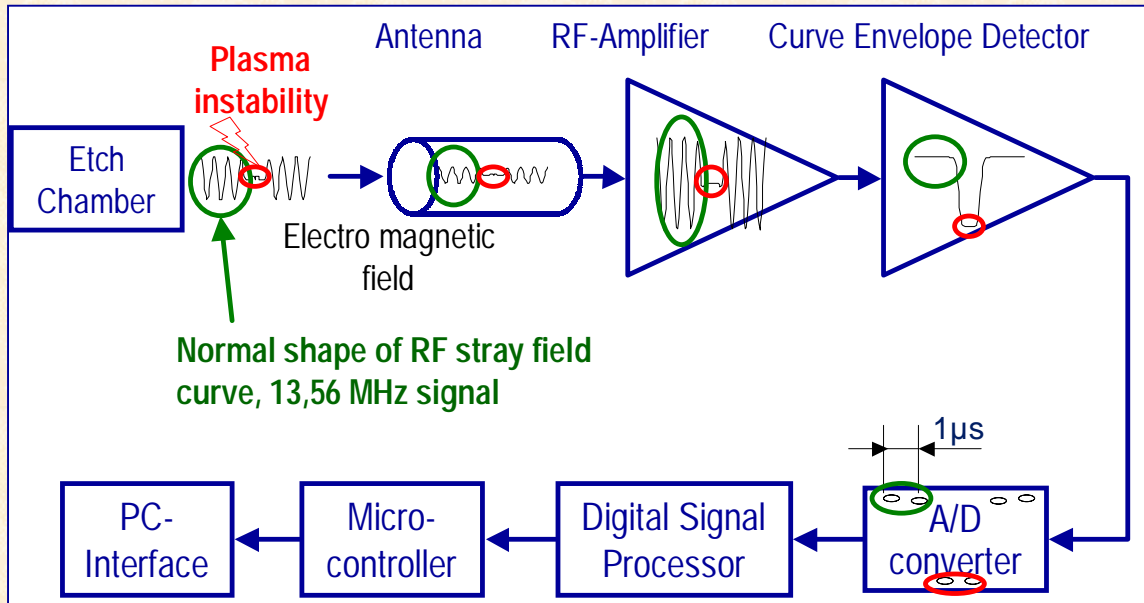 Antenna
RF-Amplifier
Curve Envelope Detector
Plasma
instability
Etch
Chamber
Electro magnetic
field
Normal shape of RF stray field
curve, 13,56 MHz signal
1µs
PC-
Interface
Micro-
controller
Digital Signal
Processor
A/D
converter